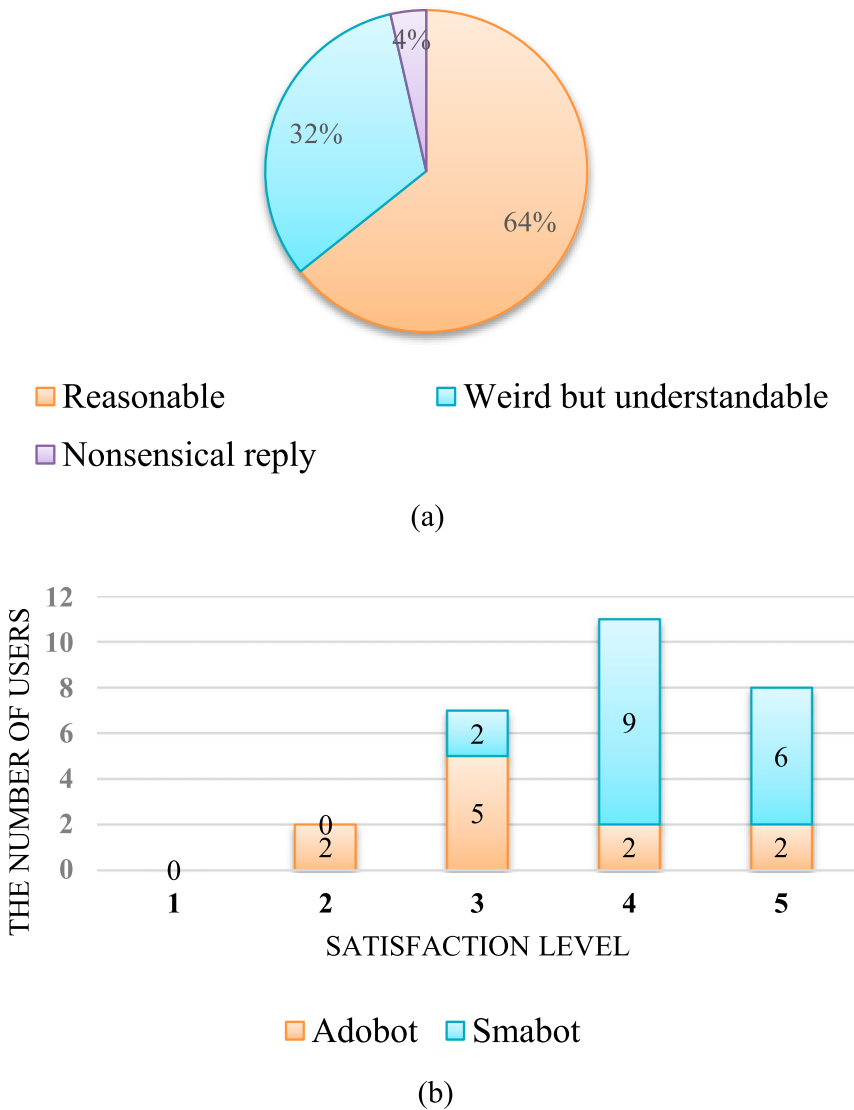 4%
32%
64%
Reasonable
Weird but understandable
Nonsensical reply
(a)
THE NUMBER OF USERS
12
10
8
6
4
2
0
0
0
2
2
5
9
2
6
2
1 2 3 4 5
SATISFACTION LEVEL
Adobot Smabot
(b)